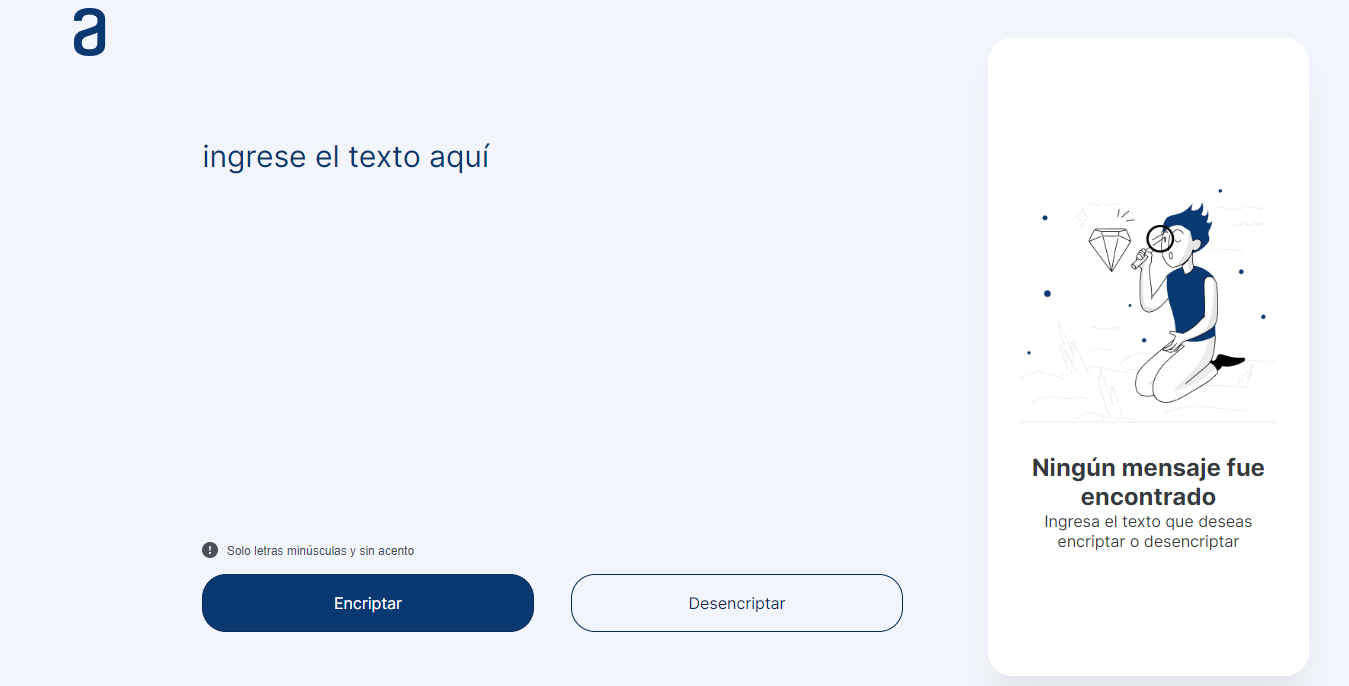 a
ingrese el texto aquí
Solo letras minúsculas y sin acento
Encriptar
Desencriptar
Ningún mensaje fue
encontrado
Ingresa el texto que deseas
encriptar o desencriptar